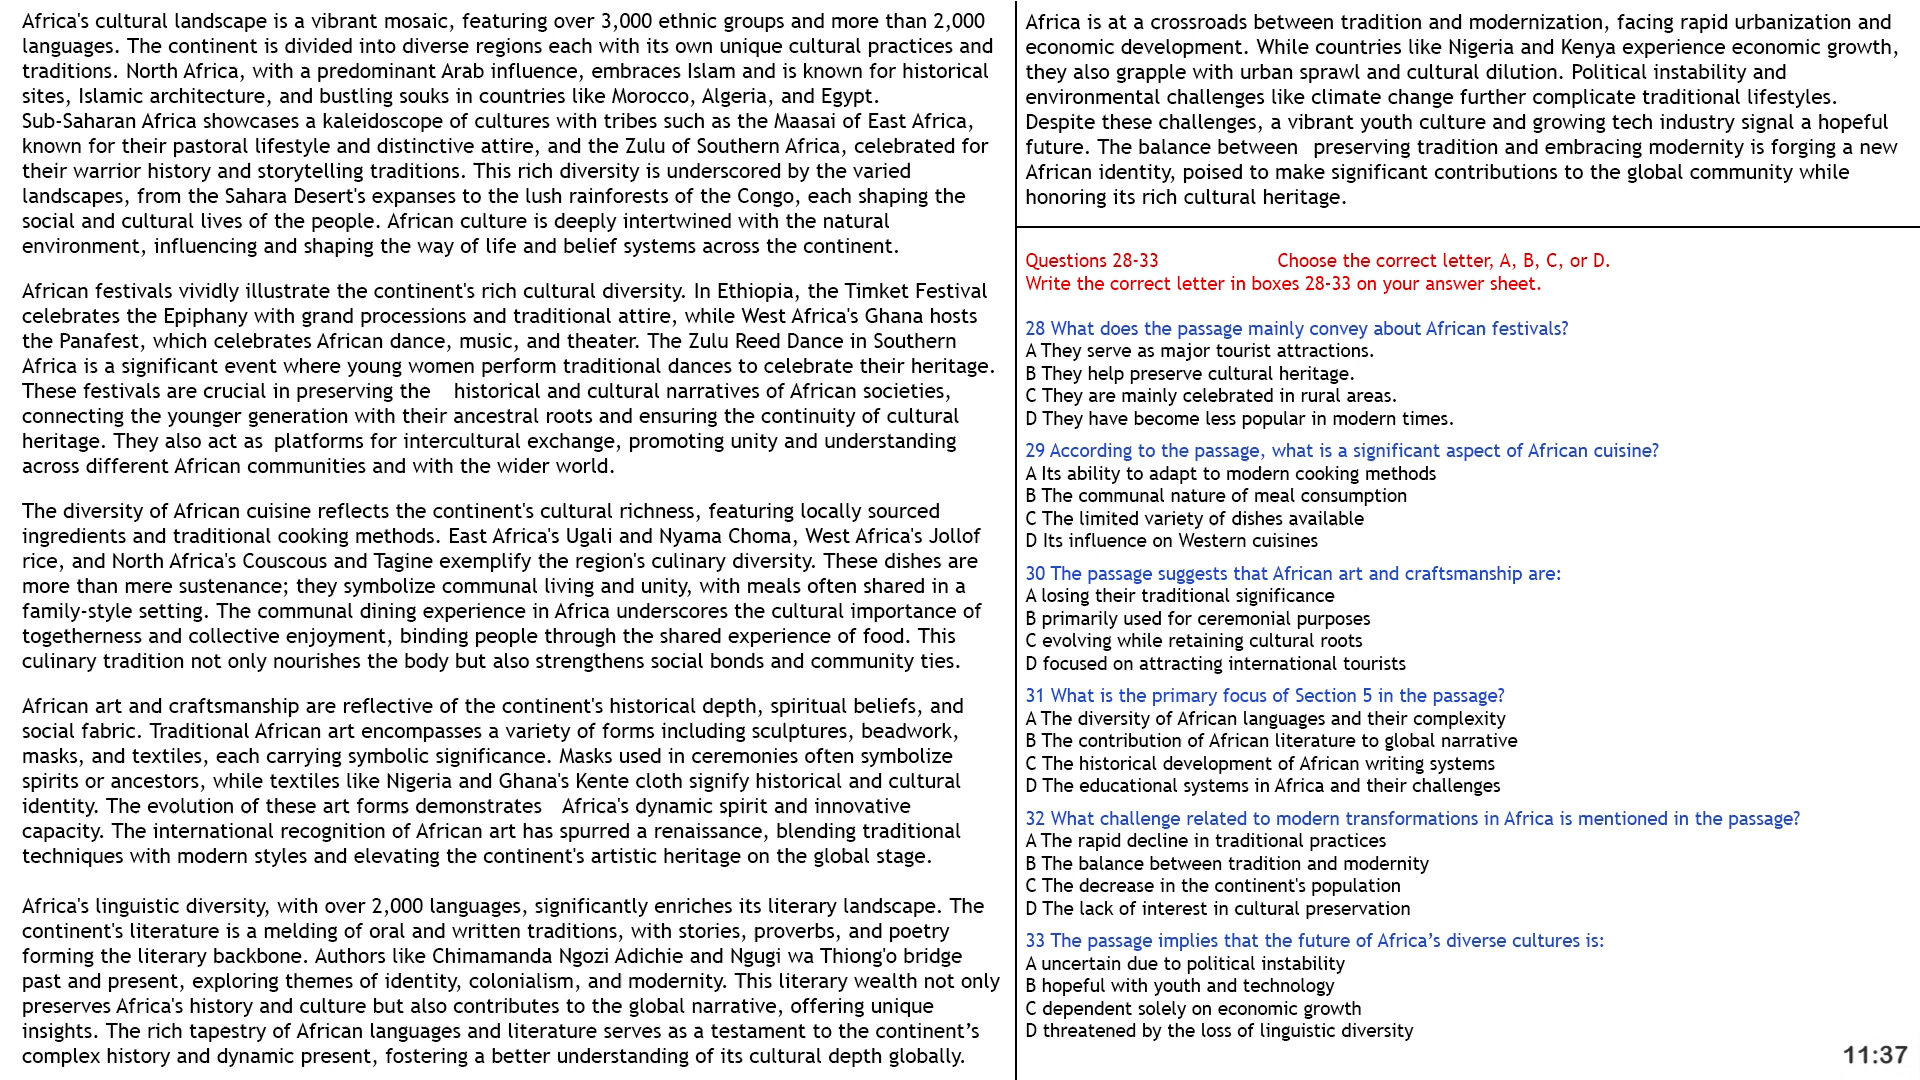 Africa's cultural landscape is a vibrant mosaic, featuring over 3,000 ethnic groups and more than 2,000
languages. The continent is divided into diverse regions each with its own unique cultural practices and
traditions. North Africa, with a predominant Arab influence, embraces Islam and is known for historical
sites, Islamic architecture, and bustling souks in countries like Morocco, Algeria, and Egypt.
Sub-Saharan Africa showcases a kaleidoscope of cultures with tribes such as the Maasai of East Africa,
known for their pastoral lifestyle and distinctive attire, and the Zulu of Southern Africa, celebrated for
their warrior history and storytelling traditions. This rich diversity is underscored by the varied
landscapes, from the Sahara Desert's expanses to the lush rainforests of the Congo, each shaping the
social and cultural lives of the people. African culture is deeply intertwined with the natural
environment, influencing and shaping the way of life and belief systems across the continent.

African festivals vividly illustrate the continent's rich cultural diversity. In Ethiopia, the Timket Festival
celebrates the Epiphany with grand processions and traditional attire, while West Africa's Ghana hosts
the Panafest, which celebrates African dance, music, and theater. The Zulu Reed Dance in Southern
Africa is a significant event where young women perform traditional dances to celebrate their heritage.
These festivals are crucial in preserving the historical and cultural narratives of African societies,
connecting the younger generation with their ancestral roots and ensuring the continuity of cultural
heritage. They also act as platforms for intercultural exchange, promoting unity and understanding
across different African communities and with the wider world.

The diversity of African cuisine reflects the continent's cultural richness, featuring locally sourced
ingredients and traditional cooking methods. East Africa's Ugali and Nyama Choma, West Africa's Jollof
rice, and North Africa's Couscous and Tagine exemplify the region's culinary diversity. These dishes are
more than mere sustenance; they symbolize communal living and unity, with meals often shared in a
family-style setting. The communal dining experience in Africa underscores the cultural importance of
togetherness and collective enjoyment, binding people through the shared experience of food. This
culinary tradition not only nourishes the body but also strengthens social bonds and community ties.

African art and craftsmanship are reflective of the continent's historical depth, spiritual beliefs, and
social fabric. Traditional African art encompasses a variety of forms including sculptures, beadwork,
masks, and textiles, each carrying symbolic significance. Masks used in ceremonies often symbolize
spirits or ancestors, while textiles like Nigeria and Ghana's Kente cloth signify historical and cultural
identity. The evolution of these art forms demonstrates Africa's dynamic spirit and innovative
capacity. The international recognition of African art has spurred a renaissance, blending traditional
techniques with modern styles and elevating the continent's artistic heritage on the global stage.

Africa's linguistic diversity, with over 2,000 languages, significantly enriches its literary landscape. The
continent's literature is a melding of oral and written traditions, with stories, proverbs, and poetry
forming the literary backbone. Authors like Chimamanda Ngozi Adichie and Ngugi wa Thiong'o bridge
past and present, exploring themes of identity, colonialism, and modernity. This literary wealth not only
preserves Africa's history and culture but also contributes to the global narrative, offering unique
insights. The rich tapestry of African languages and literature serves as a testament to the continent’s
complex history and dynamic present, fostering a better understanding of its cultural depth globally.

Africa is at a crossroads between tradition and modernization, facing rapid urbanization and
economic development. While countries like Nigeria and Kenya experience economic growth,
they also grapple with urban sprawl and cultural dilution. Political instability and
environmental challenges like climate change further complicate traditional lifestyles.
Despite these challenges, a vibrant youth culture and growing tech industry signal a hopeful
future. The balance between preserving tradition and embracing modernity is forging a new
African identity, poised to make significant contributions to the global community while
honoring its rich cultural heritage.

Questions 28-33 Choose the correct letter, A, B, C, or D.
Write the correct letter in boxes 28-33 on your answer sheet.

28 What does the passage mainly convey about African festivals?
A They serve as major tourist attractions.
B They help preserve cultural heritage.
C They are mainly celebrated in rural areas.
D They have become less popular in modern times.
29 According to the passage, what is a significant aspect of African cuisine?
A Its ability to adapt to modern cooking methods
B The communal nature of meal consumption
C The limited variety of dishes available
D Its influence on Western cuisines
30 The passage suggests that African art and craftsmanship are:
A losing their traditional significance
B primarily used for ceremonial purposes
C evolving while retaining cultural roots
D focused on attracting international tourists
31 What is the primary focus of Section 5 in the passage?
A The diversity of African languages and their complexity
B The contribution of African literature to global narrative
C The historical development of African writing systems
D The educational systems in Africa and their challenges
32 What challenge related to modern transformations in Africa is mentioned in the passage?
A The rapid decline in traditional practices
B The balance between tradition and modernity
C The decrease in the continent's population
D The lack of interest in cultural preservation
33 The passage implies that the future of Africa’s diverse cultures is:
A uncertain due to political instability
B hopeful with youth and technology
C dependent solely on economic growth
D threatened by the loss of linguistic diversity
11:37